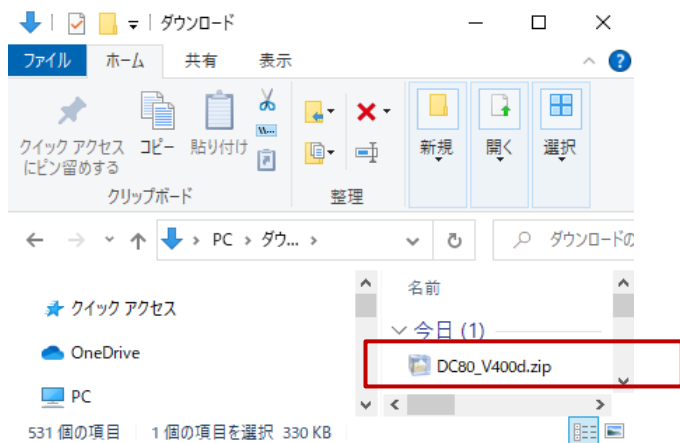 ダウンロード
ファイル ホーム 共有 表示
クイック アクセス
にピン留めする
コピー 貼り付け
新規 開く 選択
クリップボード 整理
PC ダウ...
ダウンロードの
名前
クイック アクセス
今日 (1)
OneDrive
DC80_V400d.zip
PC
531 個の項目 1 個の項目を選択 330 KB